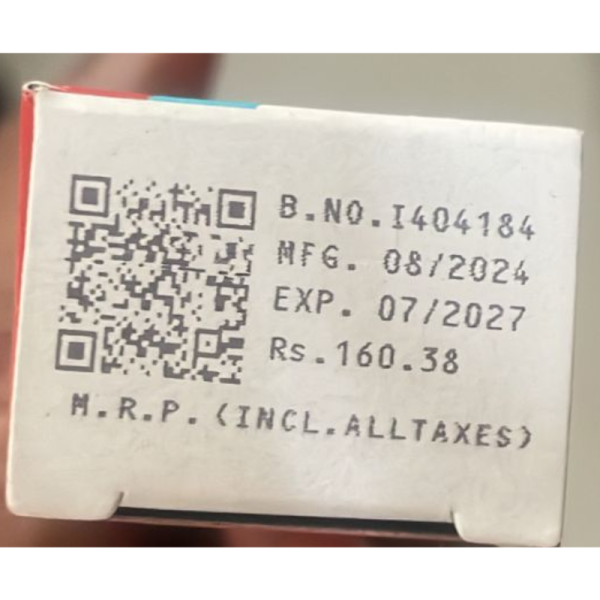 B.NO.I404184
MFG. 08/2024
EXP. 07/2027
Rs.160.38
M.R.P.(INCL.ALLTAXES)